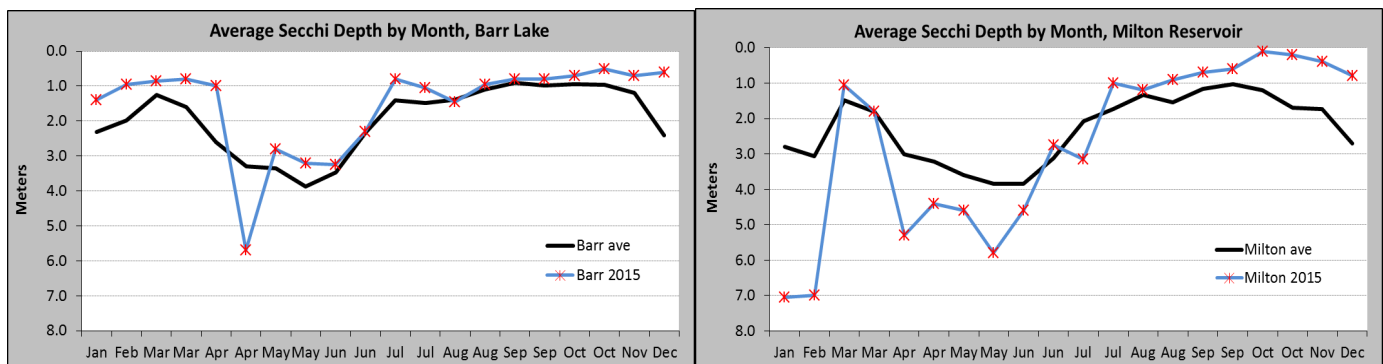 Average Secchi Depth by Month, Barr Lake
0.0
1.0
2.0
3.0
4.0
5.0
6.0
7.0
8.0
Meters
Barr ave
Barr 2015
Jan Feb Mar Mar Apr Apr May May Jun Jun Jul Jul Aug Aug Sep Sep Oct Oct Nov Dec
Average Secchi Depth by Month, Milton Reservoir
0.0
1.0
2.0
3.0
4.0
5.0
6.0
7.0
8.0
Meters
Milton ave
Milton 2015
Jan Feb Mar Mar Apr Apr May May Jun Jun Jul Jul Aug Aug Sep Sep Oct Oct Nov Dec